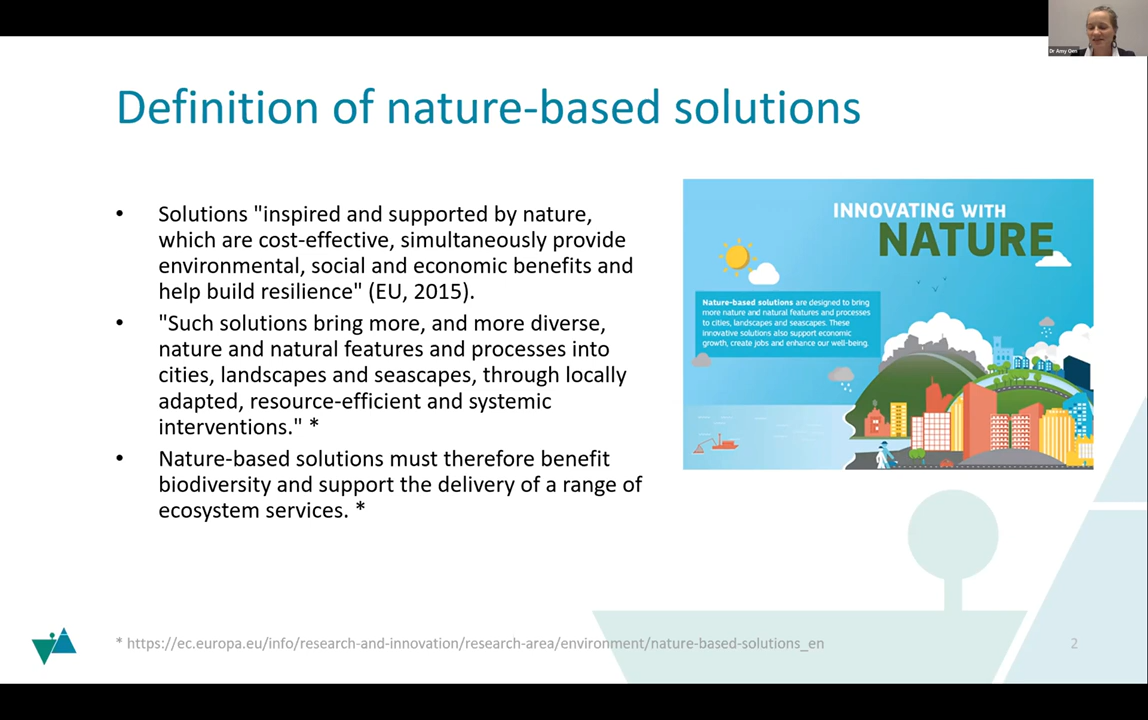 Dr Amy Oen
Definition of nature-based solutions
• Solutions "inspired and supported by nature,
which are cost-effective, simultaneously provide
environmental, social and economic benefits and
help build resilience" (EU, 2015).
• "Such solutions bring more, and more diverse,
nature and natural features and processes into
cities, landscapes and seascapes, through locally
adapted, resource-efficient and systemic
interventions." *
• Nature-based solutions must therefore benefit
biodiversity and support the delivery of a range of
ecosystem services. *
INNOVATING WITH
NATURE
Nature-based solutions are designed to bring
more nature and natural features and processes
to cities, landscapes and seascapes. These
innovative solutions also support economic
growth, create jobs and enhance our well-being.
* https://ec.europa.eu/info/research-and-innovation/research-area/environment/nature-based-solutions_en
2